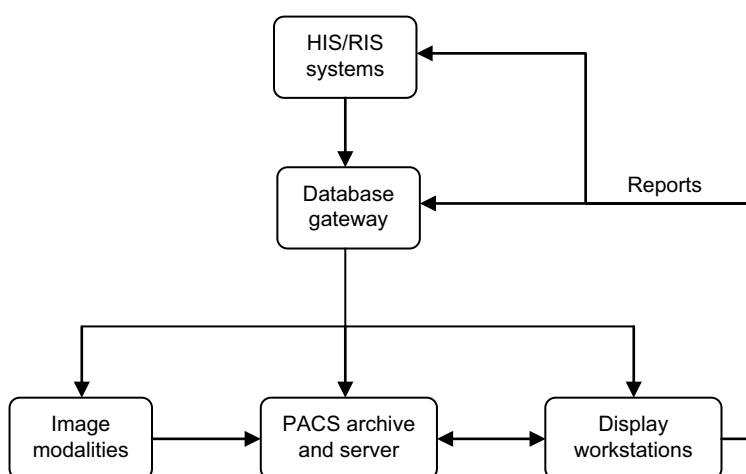 HIS/RIS
systems
Database
gateway
Reports
Image
modalities
PACS archive
and server
Display
workstations